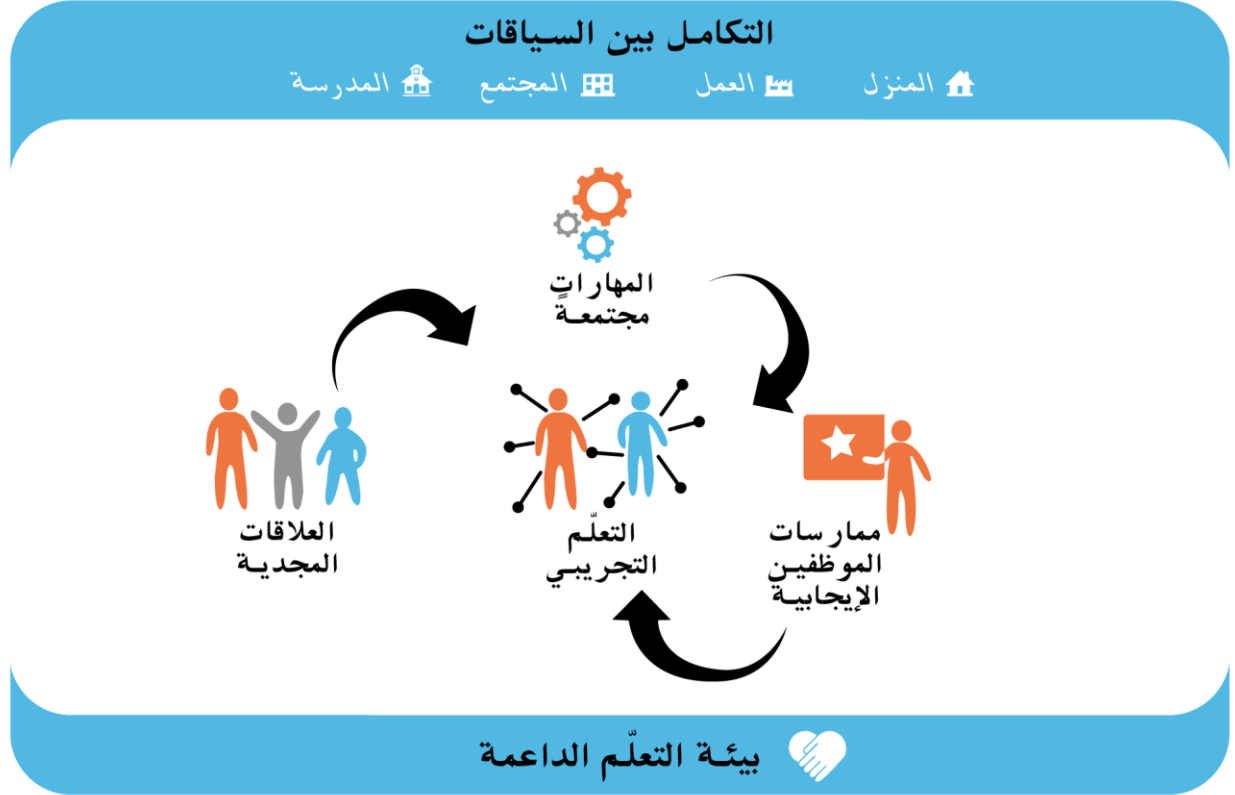 التكامل بين السياقات
المنزل العمل المجتمع المدرسة
المهاراتٍ
مجتمعة
العلاقات
المجدية
التعلّم
التجريبي
ممارسات
الموظفين
الإيجابية
بيئة التعلّم الداعمة